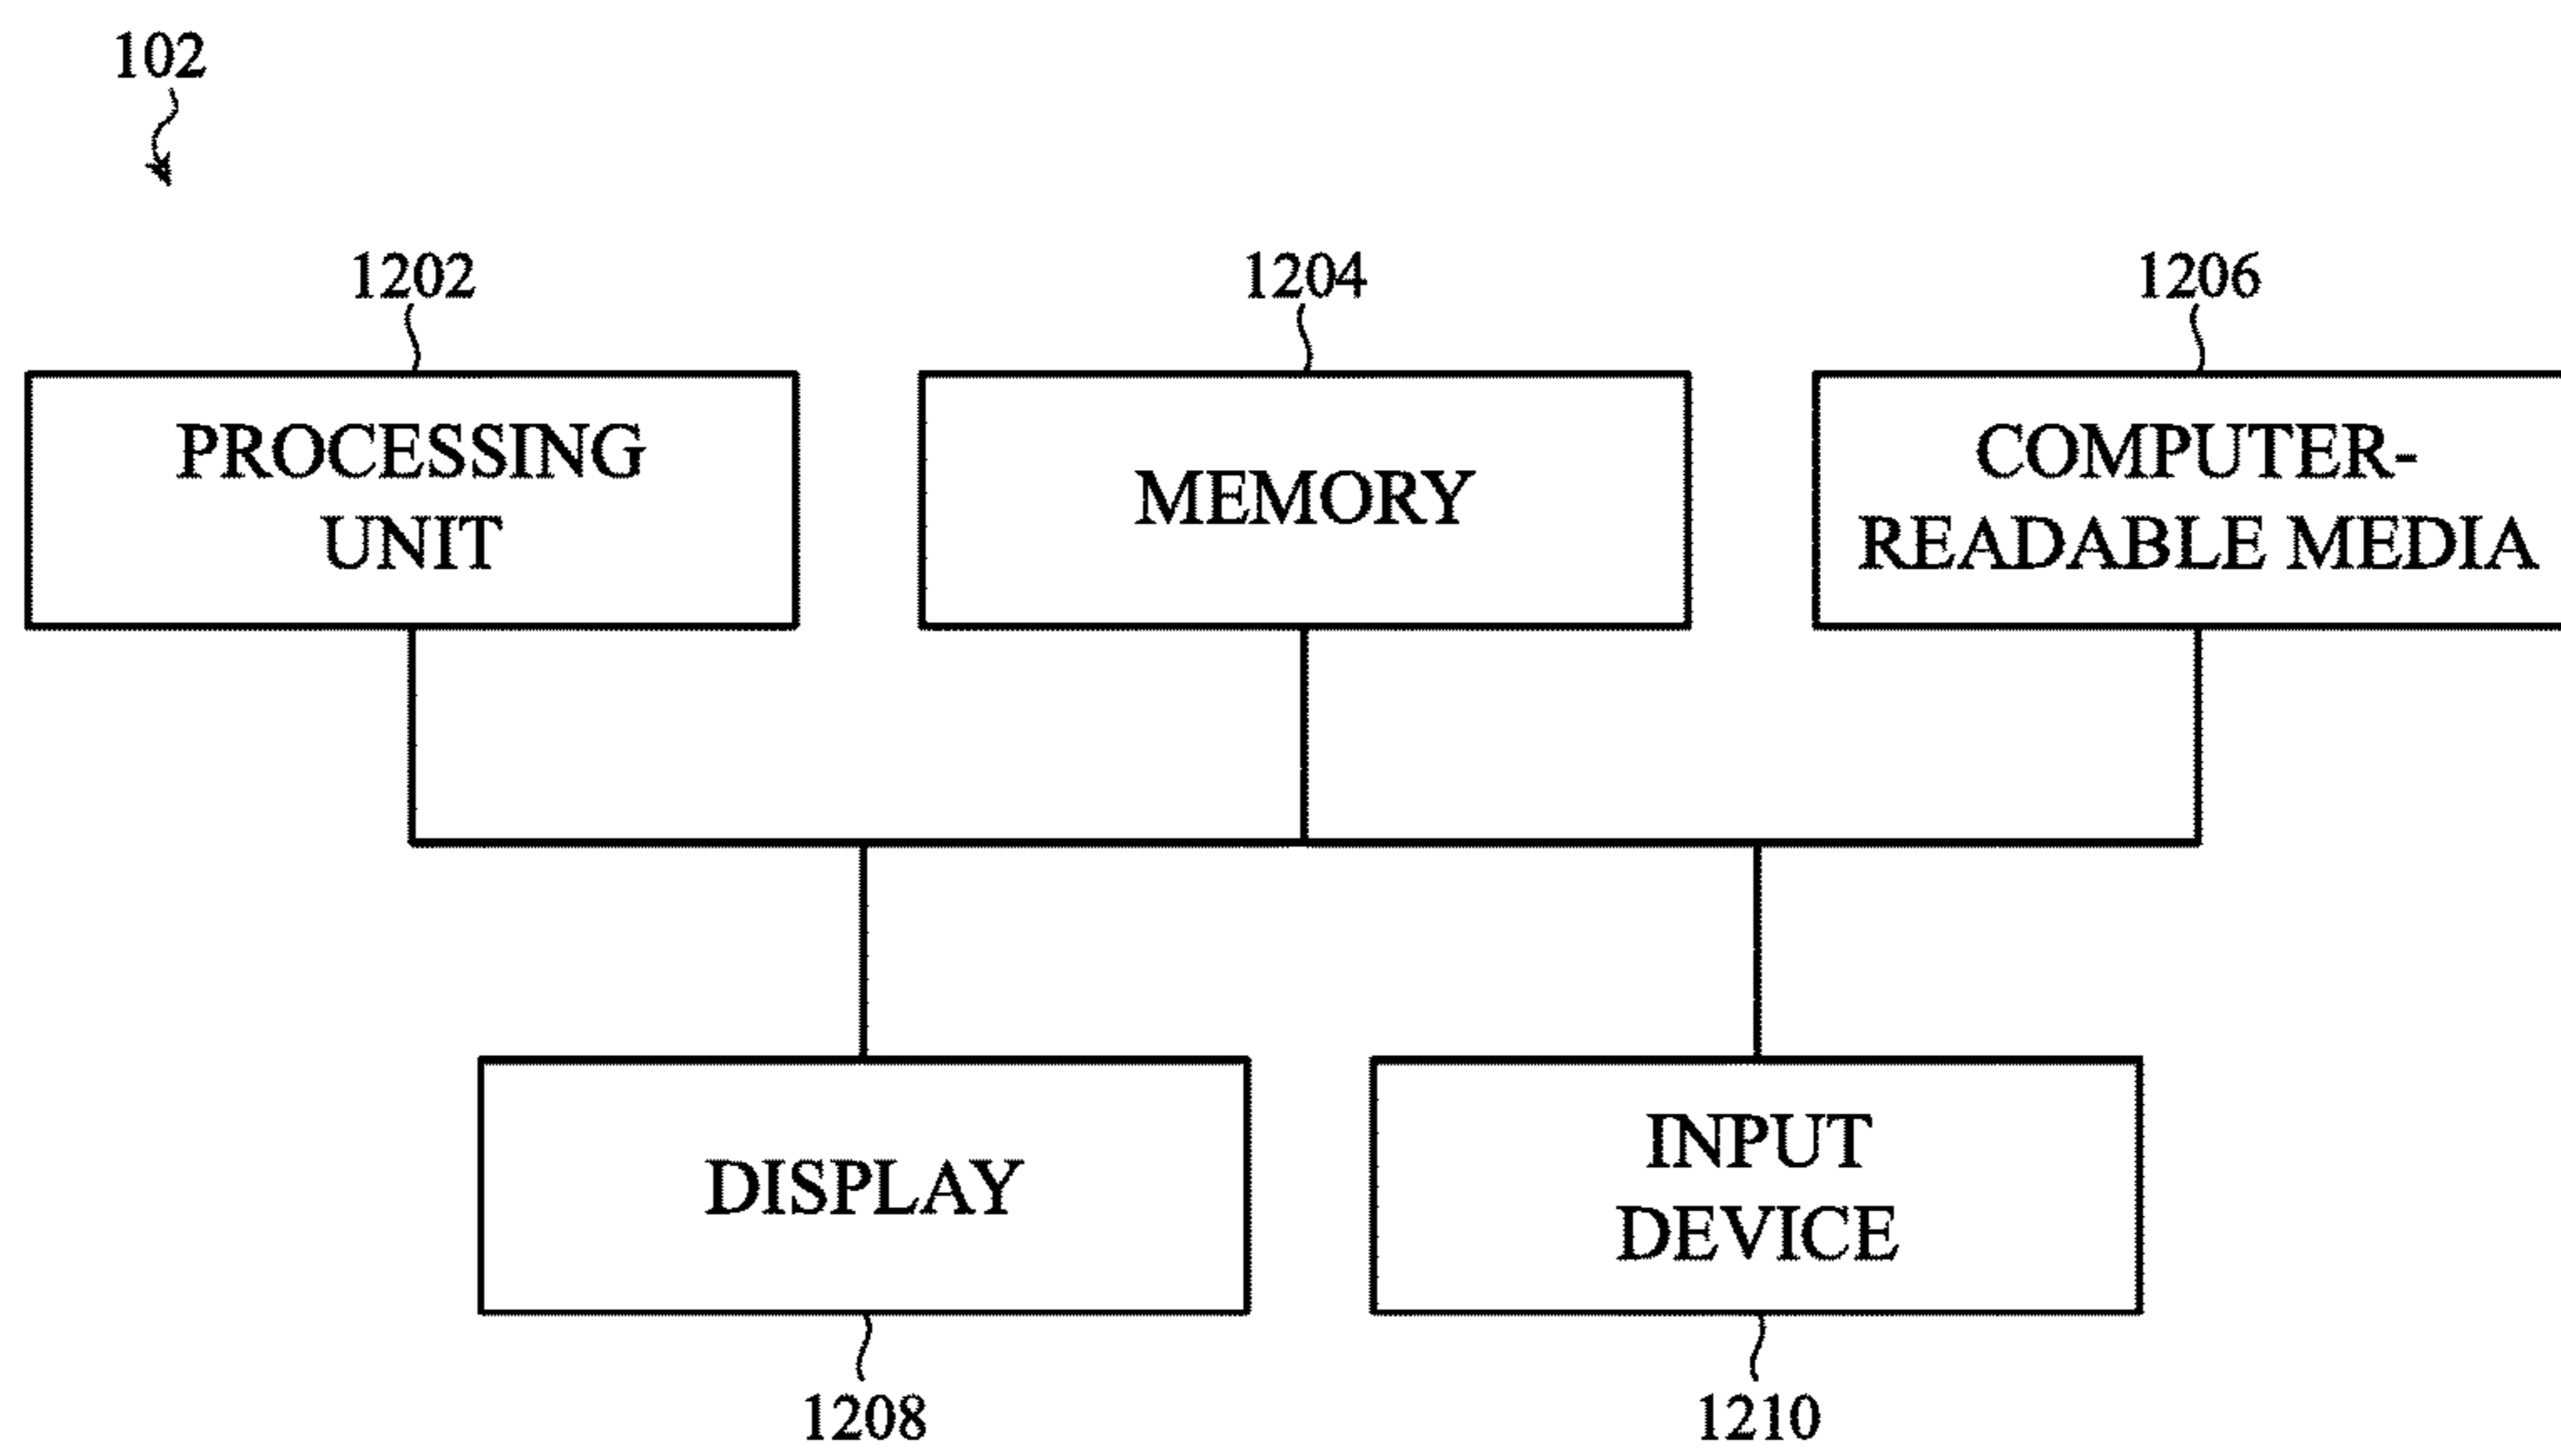 102
1202
1204
1206
PROCESSING
UNIT
MEMORY
COMPUTER-
READABLE MEDIA
DISPLAY
INPUT
DEVICE
1208
1210